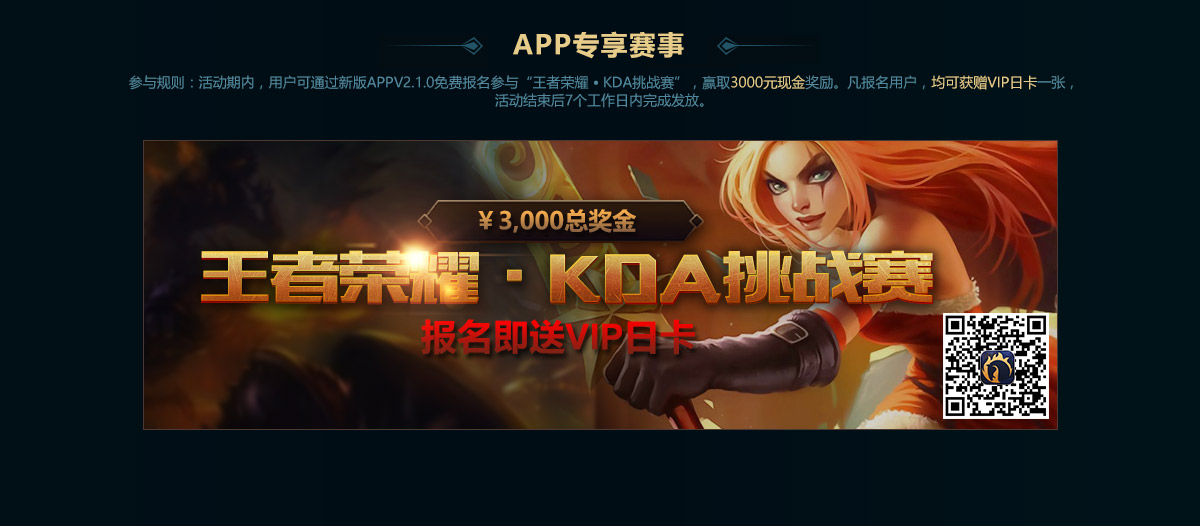 APP专享赛事
参与规则：活动期内，用户可通过新版APPV2.1.0免费报名参与“王者荣耀•KDA挑战赛”，赢取3000元现金奖励。凡报名用户，均可获赠VIP日卡一张，
活动结束后7个工作日内完成发放。
￥3,000总奖金
王者荣耀·KDA挑战赛
报名即送VIP日卡